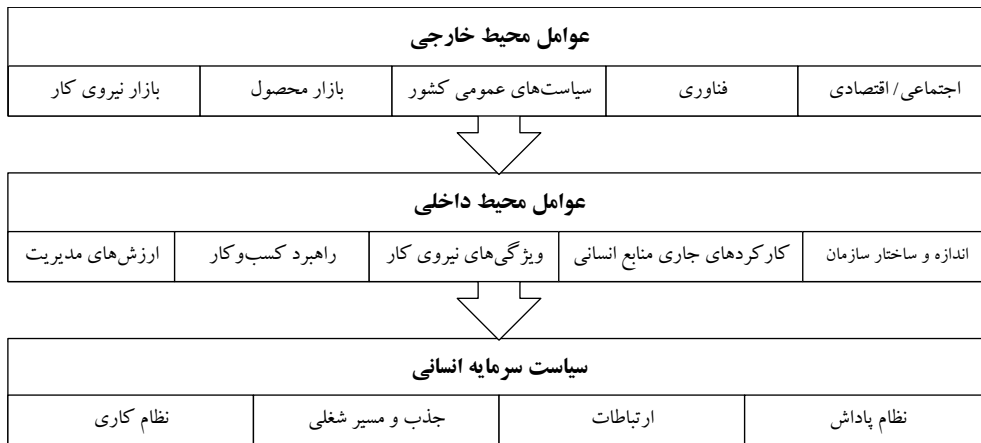 عوامل محیط خارجی
اجتماعی/ اقتصادی فناوری سیاست‌های عمومی کشور بازار محصول بازار نیروی کار
عوامل محیط داخلی
اندازه و ساختار سازمان کارکردهای جاری منابع انسانی ویژگی‌های نیروی کار راهبرد کسب‌وکار ارزش‌های مدیریت
سیاست سرمایه انسانی
نظام پاداش ارتباطات جذب و مسیر شغلی نظام کاری